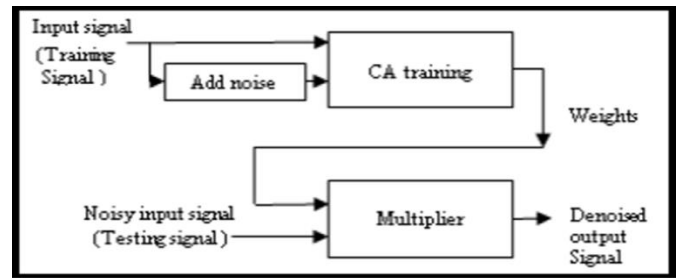 Input signal
(Training
Signal )
Add noise
CA training
Weights
Noisy input signal
(Testing signal )
Multiplier
Denoised
output
Signal